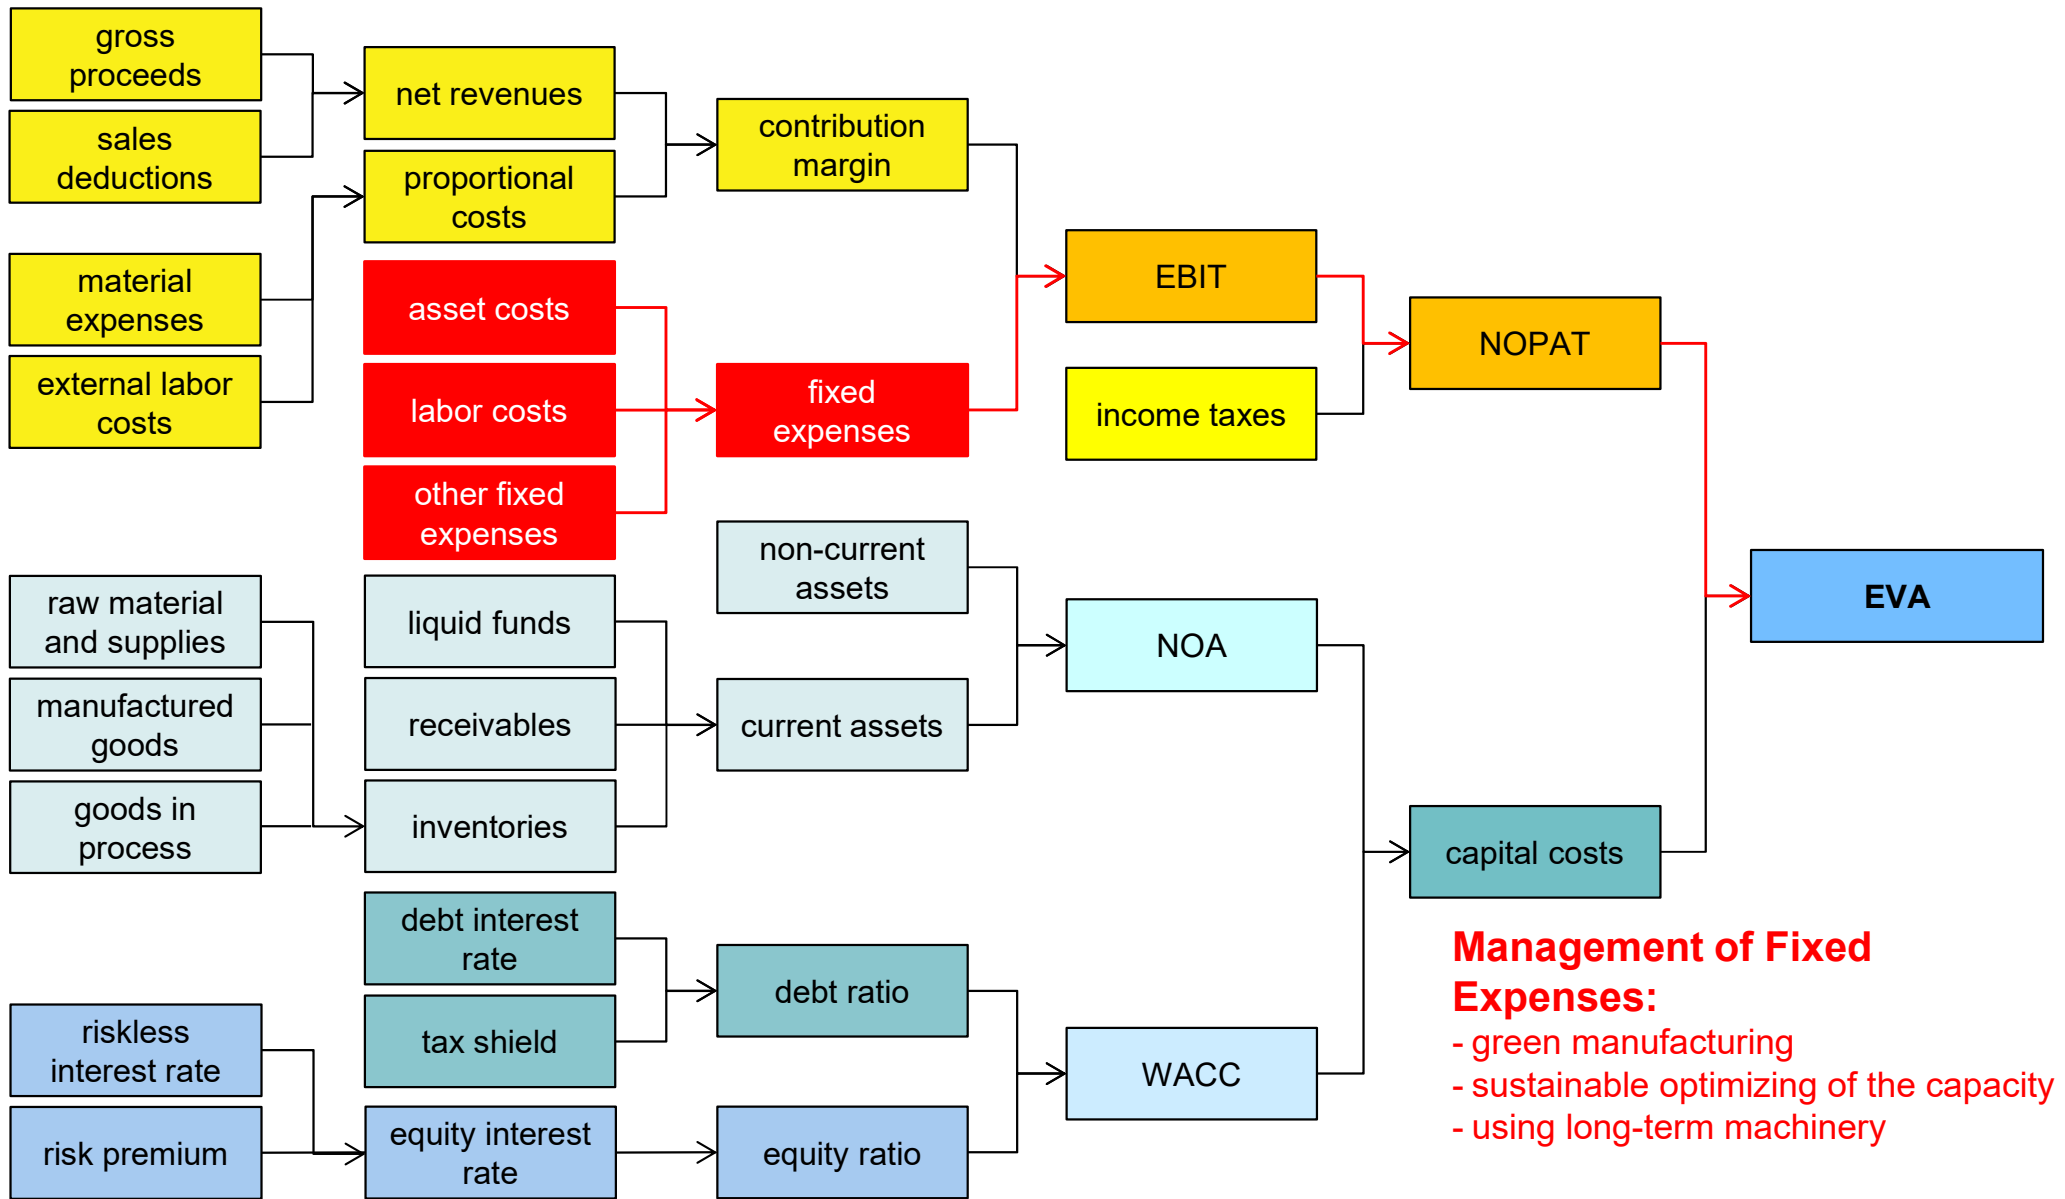 gross
proceeds
sales
deductions
material
expenses
external labor
costs
raw material
and supplies
manufactured
goods
goods in
process
riskless
interest rate
risk premium
net revenues
proportional
costs
asset costs
labor costs
other fixed
expenses
liquid funds
receivables
inventories
debt interest
rate
tax shield
equity interest
rate
contribution
margin
fixed
expenses
non-current
assets
current assets
debt ratio
equity ratio
EBIT
income taxes
NOA
WACC
NOPAT
capital costs
EVA
Management of Fixed
Expenses:
- green manufacturing
- sustainable optimizing of the capacity
- using long-term machinery